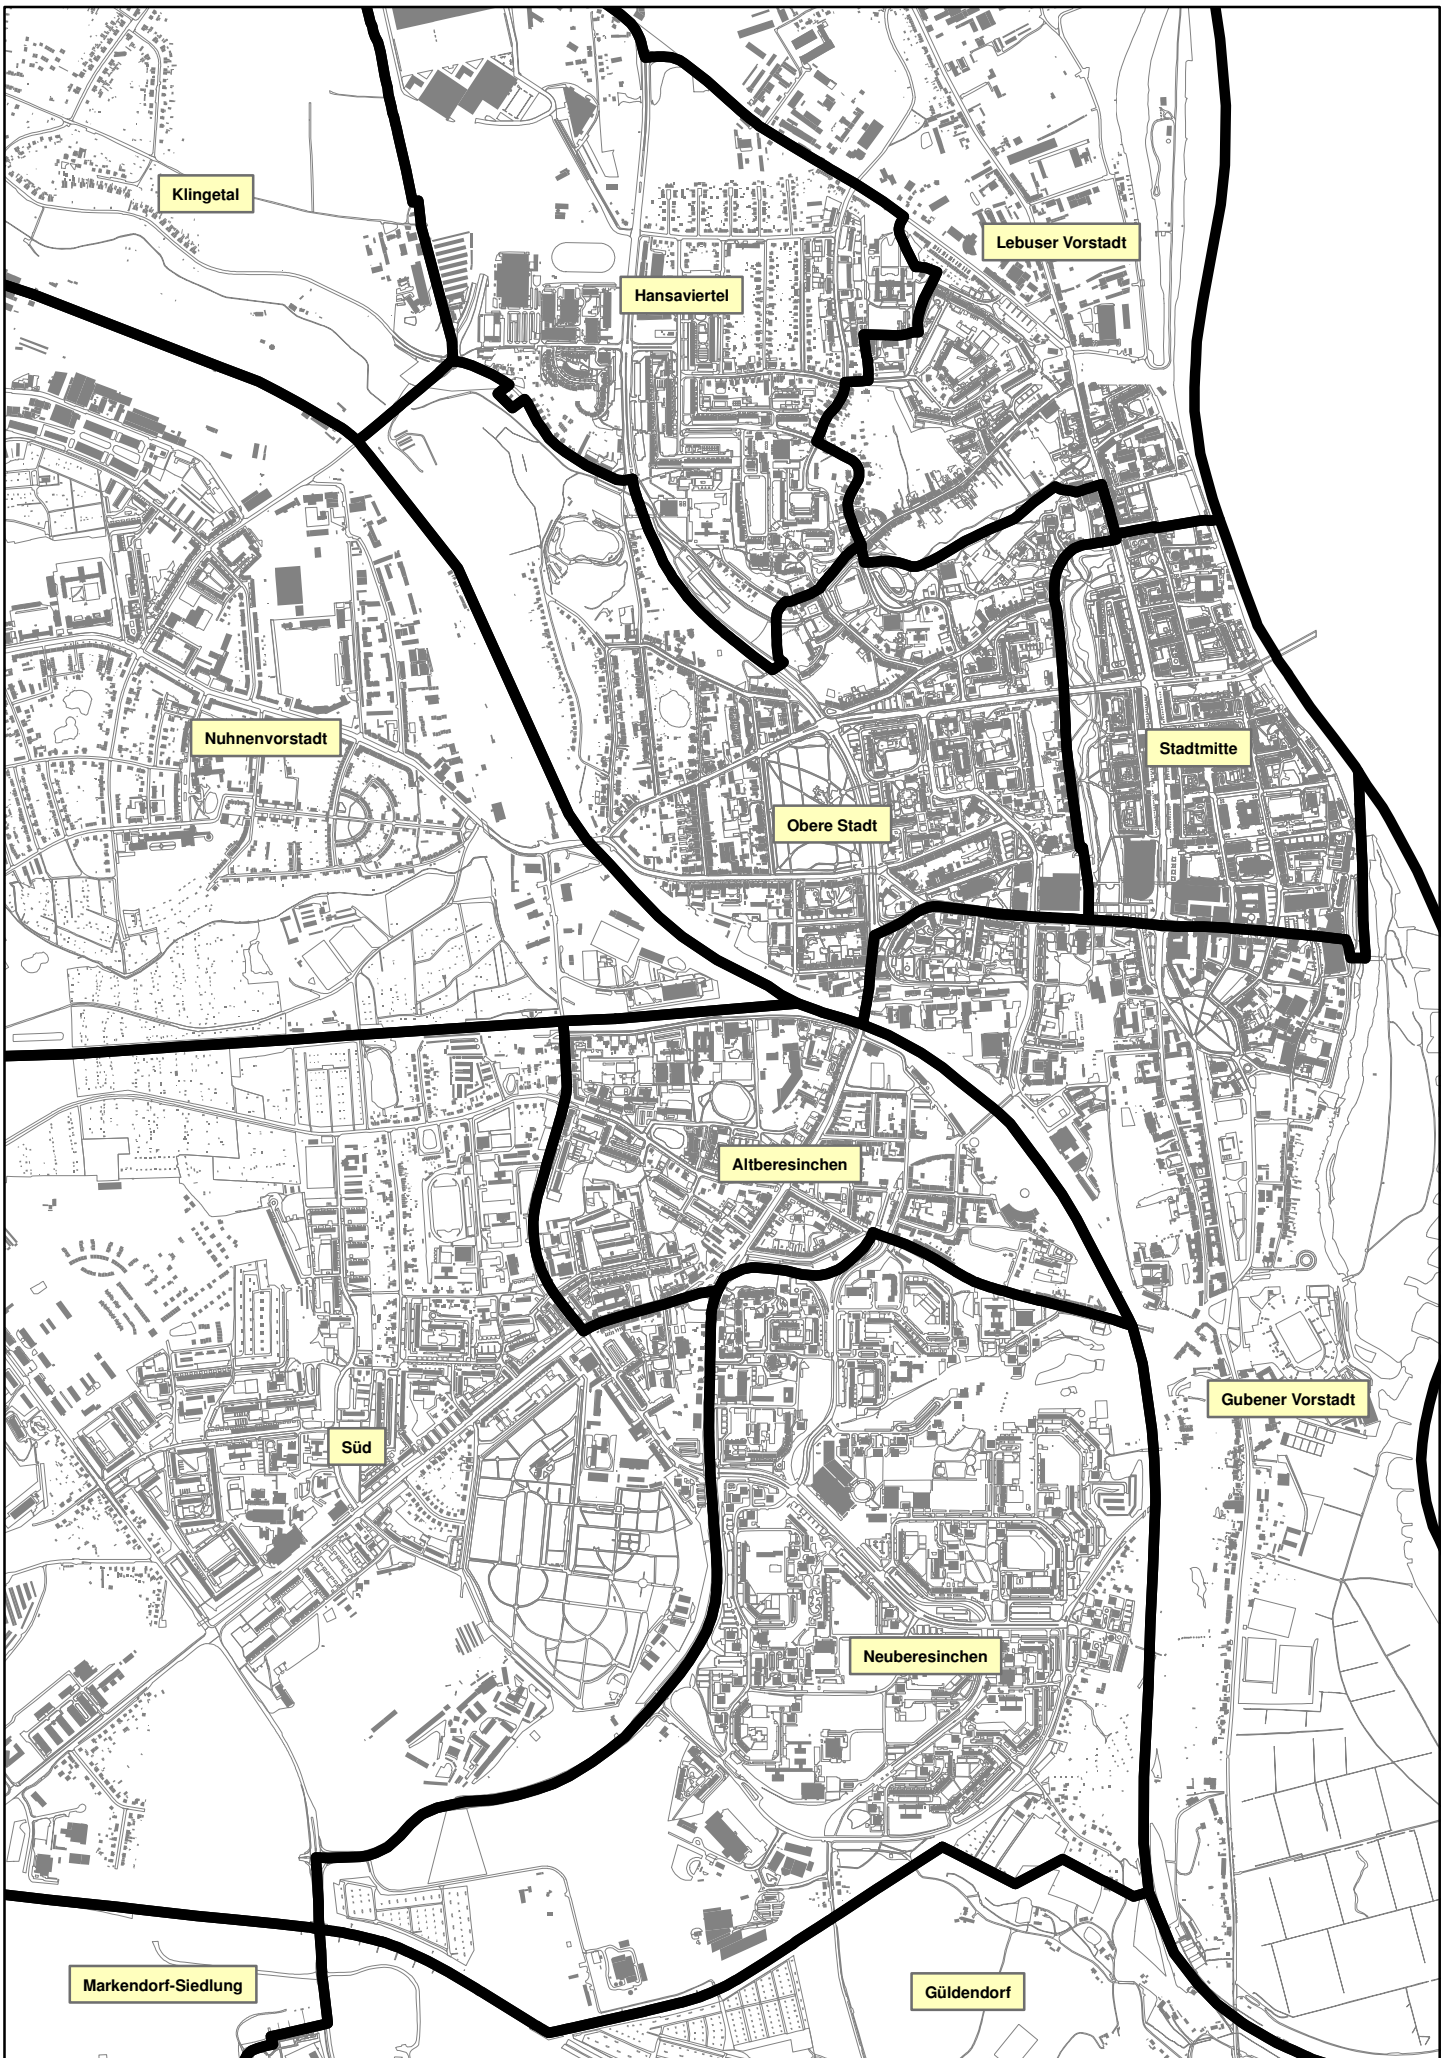 Klingetal
Lebuser Vorstadt
Hansaviertel
Nuhnenvorstadt
Stadtmitte
Obere Stadt
Altberesinchen
Gubener Vorstadt
Süd
Neuberesinchen
Markendorf-Siedlung
Güldendorf